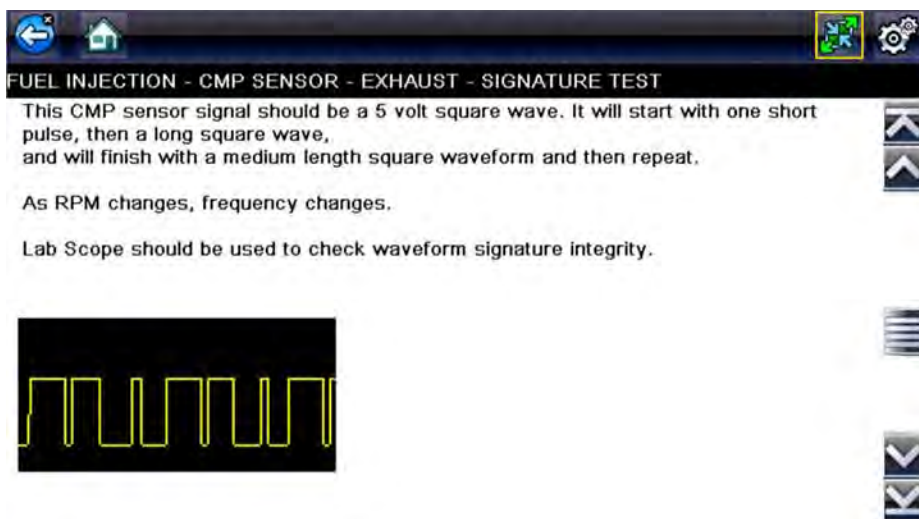 FUEL INJECTION - CMP SENSOR - EXHAUST - SIGNATURE TEST
This CMP sensor signal should be a 5 volt square wave. It will start with one short
pulse, then a long square wave,
and will finish with a medium length square waveform and then repeat.
As RPM changes, frequency changes.
Lab Scope should be used to check waveform signature integrity.